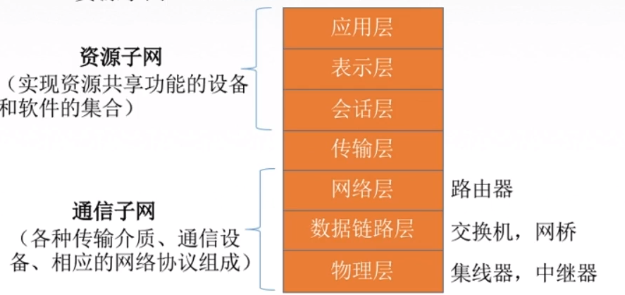 应用层
资源子网
表示层
（实现资源共享功能的设备
和软件的集合）
会话层
传输层
网络层
路由器
通信子网
数据链路层
交换机，网桥
（各种传输介质、通信设
备、相应的网络协议组成）
物理层
集线器，中继器